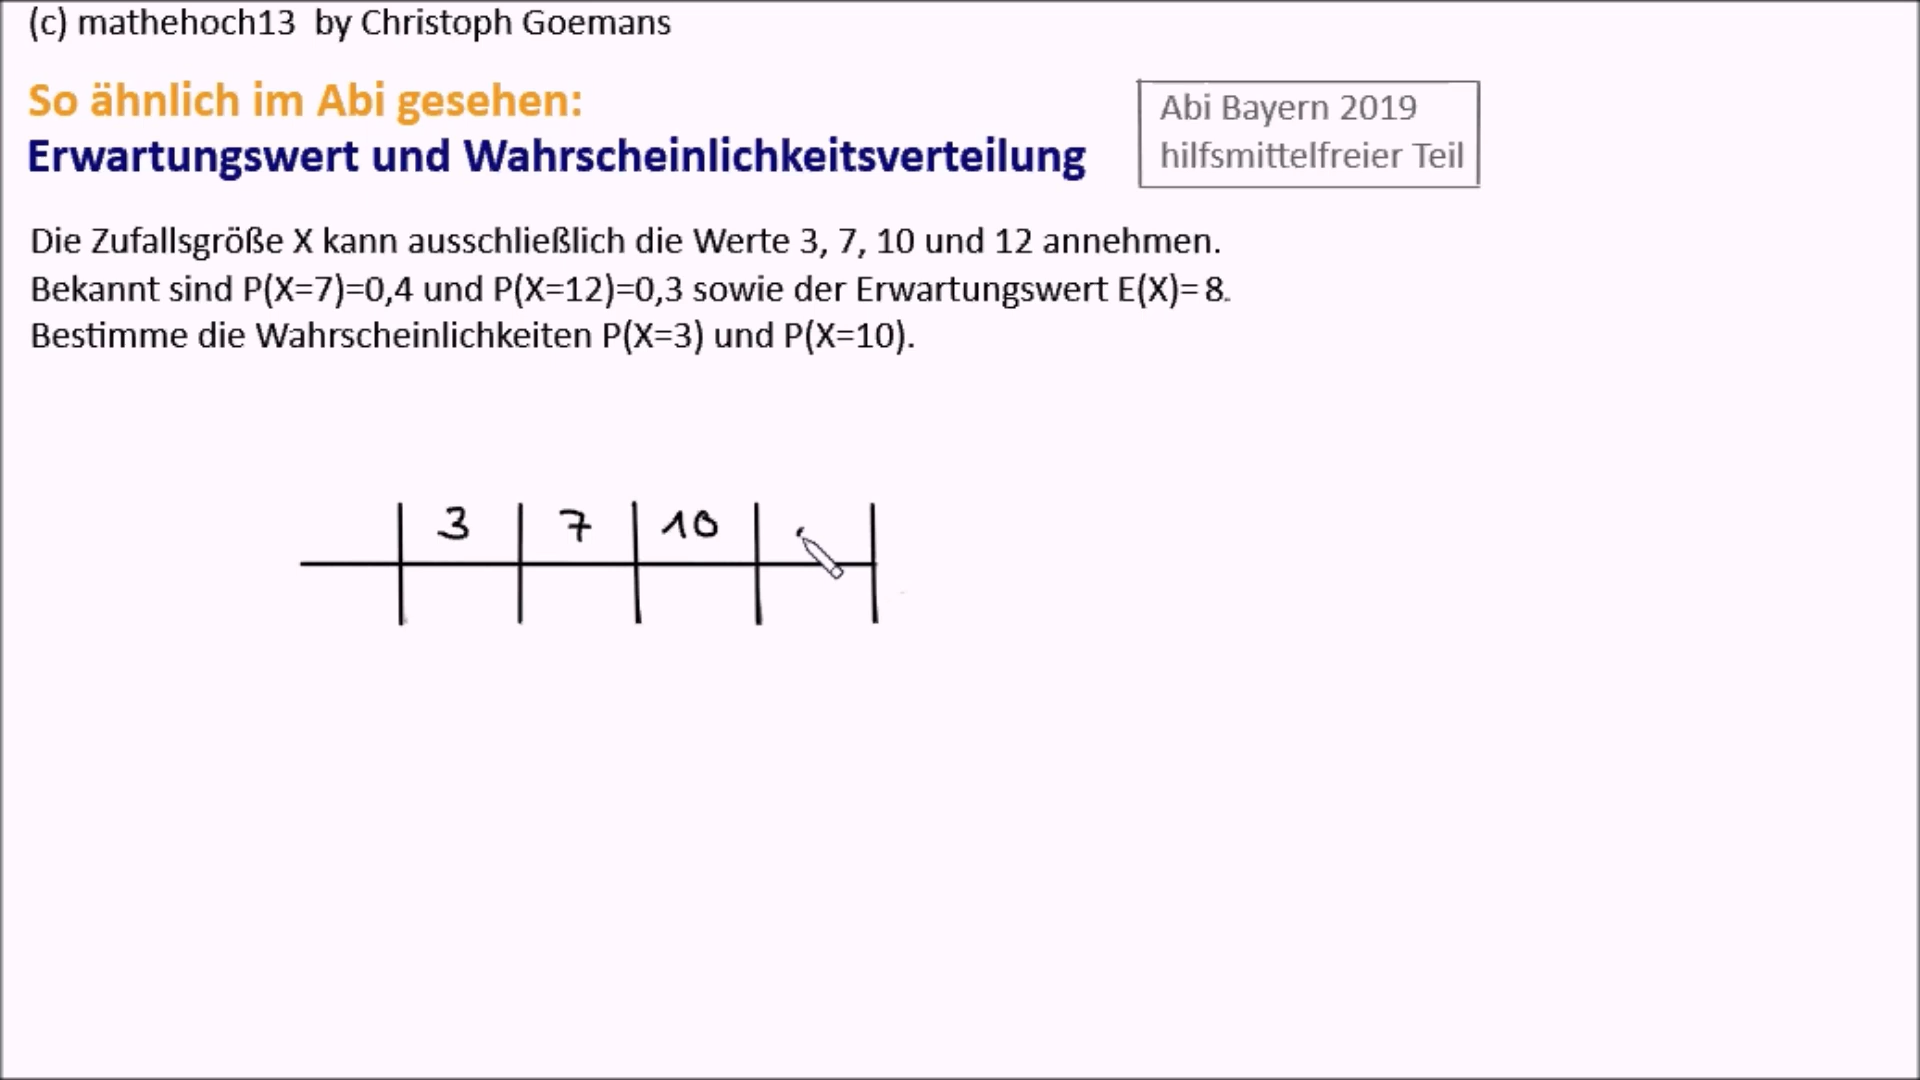 (c) mathehoch13 by Christoph Goemans
So ähnlich im Abi gesehen:
Erwartungswert und Wahrscheinlichkeitsverteilung
Abi Bayern 2019
hilfsmittelfreier Teil
Die Zufallsgröße X kann ausschließlich die Werte 3, 7, 10 und 12 annehmen.
Bekannt sind P(X=7)=0,4 und P(X=12)=0,3 sowie der Erwartungswert E(X)= 8.
Bestimme die Wahrscheinlichkeiten P(X=3) und P(X=10).
3 7 10